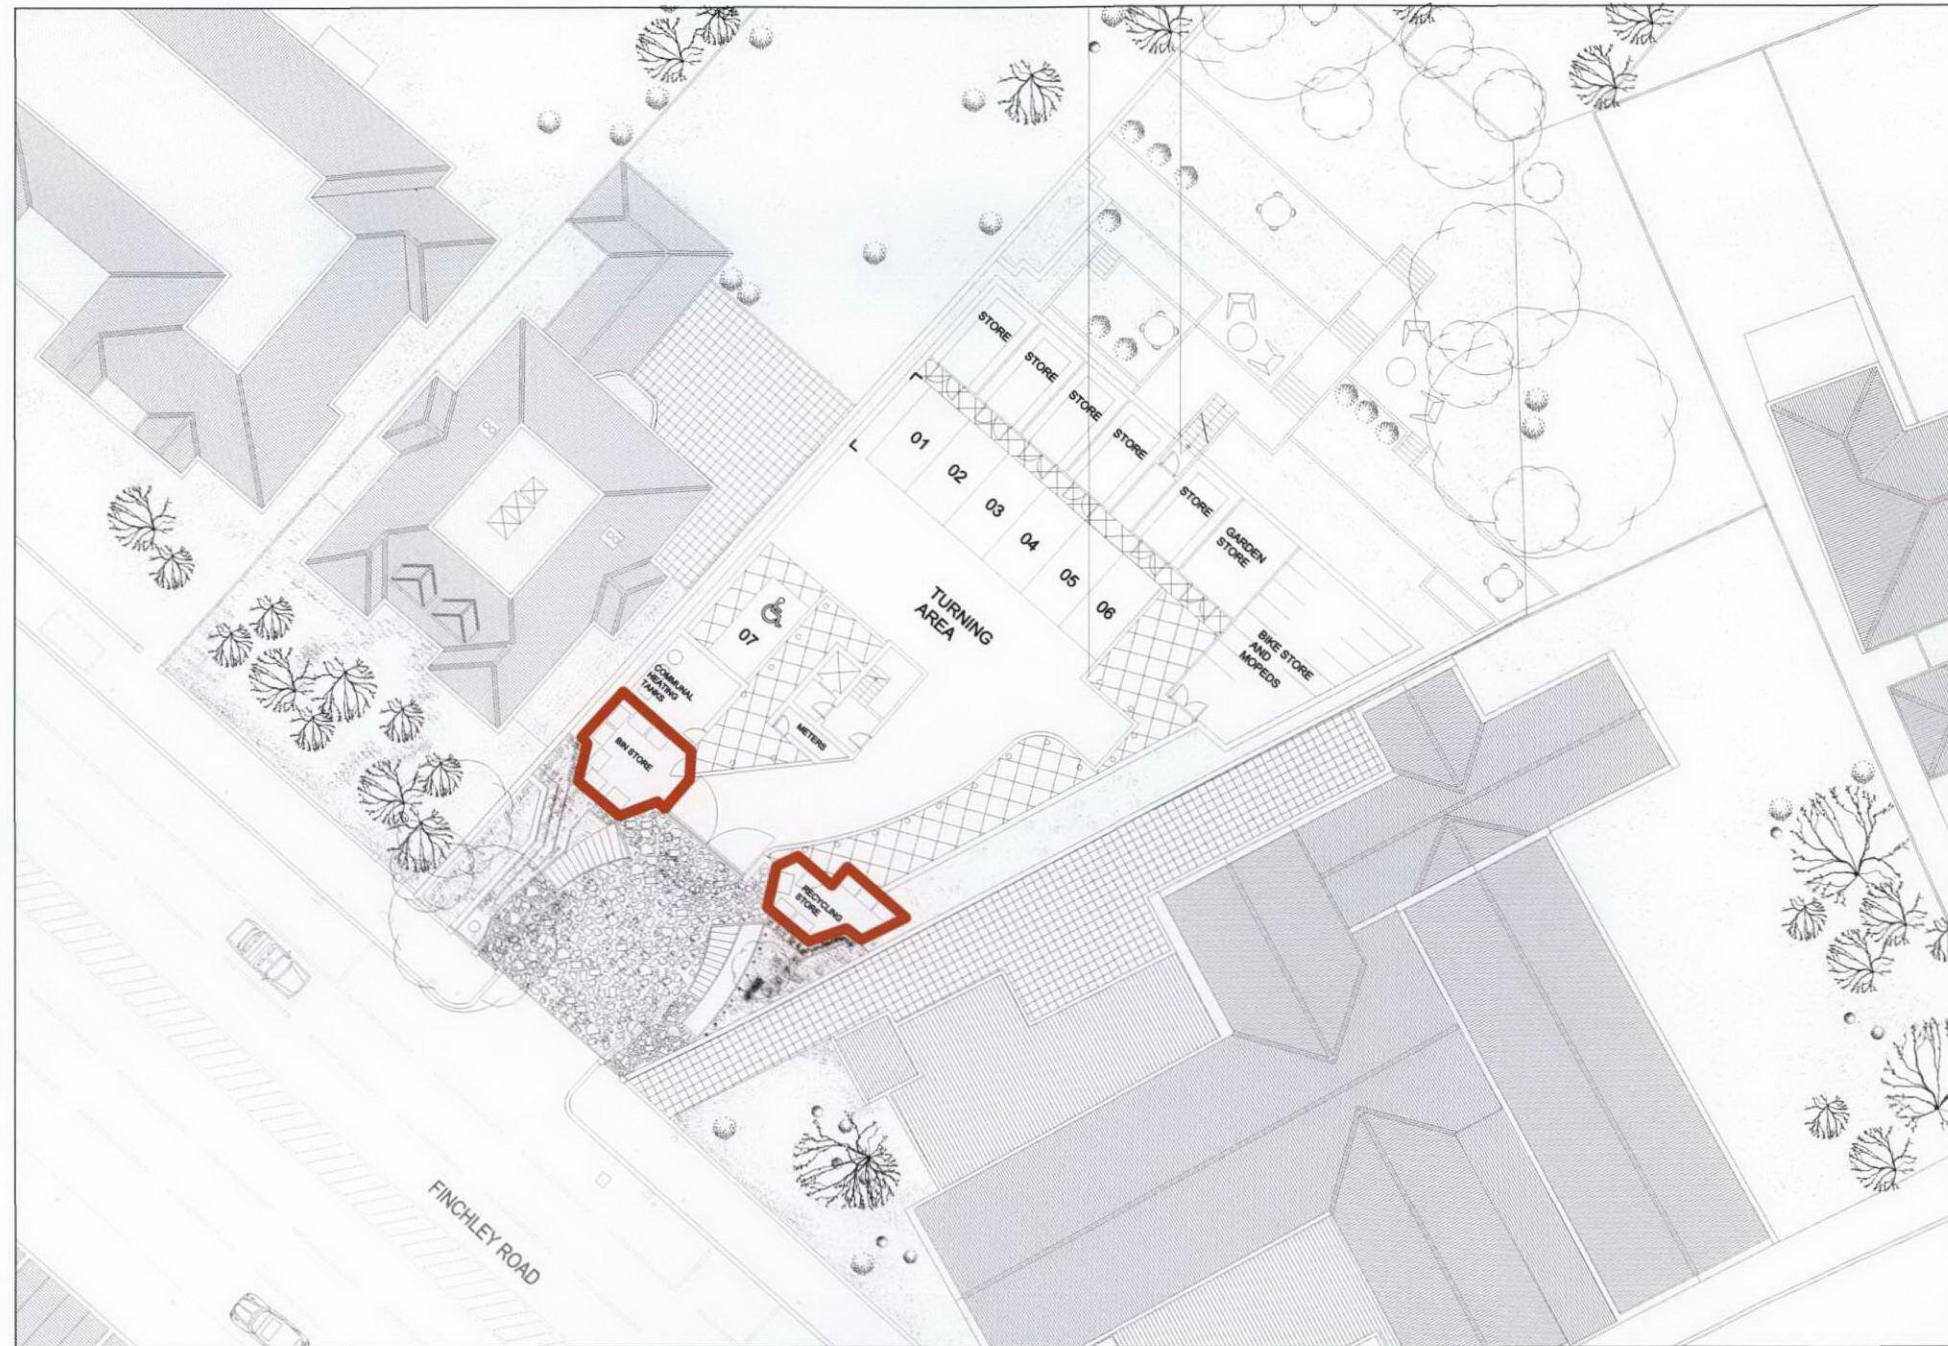 STORE
STORE
STORE
STORE
STORE
GARDEN
STORE
01
02
03
04
05
06
TURNING
AREA
BIKE STORE
AND
MOPEDS
07
COMMUNAL
HEATING
TANKS
METERS
BIN STORE
RECYCLING
STORE
FINCHLEY ROAD